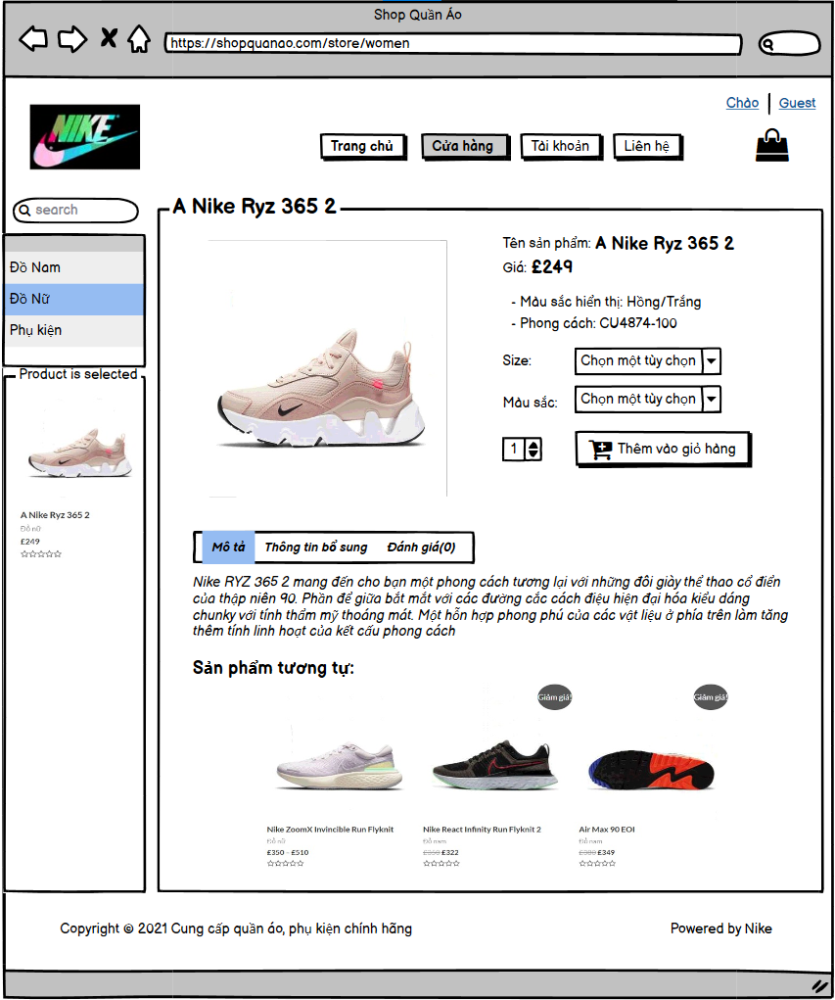 Shop Quần Áo
https://shopquanao.com/store/women
Chào
Guest
NIKE
Trang chủ
Cửa hàng
Tài khoản
Liên hệ
search
Đồ Nam
Đồ Nữ
Phụ kiện
Product is selected
A Nike Ryz 365 2
Đồ nữ
£249
A Nike Ryz 365 2
Tên sản phẩm: A Nike Ryz 365 2
Giá: £249
- Màu sắc hiển thị: Hồng/Trắng
- Phong cách: CU4874-100
Size:
Chọn một tùy chọn
Màu sắc:
Chọn một tùy chọn
1
Thêm vào giỏ hàng
Mô tả
Thông tin bổ sung
Đánh giá(0)
Nike RYZ 365 2 mang đến cho bạn một phong cách tương lại với những đôi giày thể thao cổ điển
của thập niên 90. Phần để giữa bắt mắt với các đường cắc cách điệu hiện đại hóa kiểu dáng
chunky với tính thẩm mỹ thoáng mát. Một hỗn hợp phong phú của các vật liệu ở phía trên làm tăng
thêm tính linh hoạt của kết cấu phong cách
Sản phẩm tương tự:
Giảm giá!
Giảm giá!
Nike ZoomX Invincible Run Flyknit
Đồ nữ
£350 – £510
Nike React Infinity Run Flyknit 2
Đồ nam
£350 £322
Air Max 90 EOI
Đồ nam
£380 £349
Copyright © 2021 Cung cấp quần áo, phụ kiện chính hãng
Powered by Nike